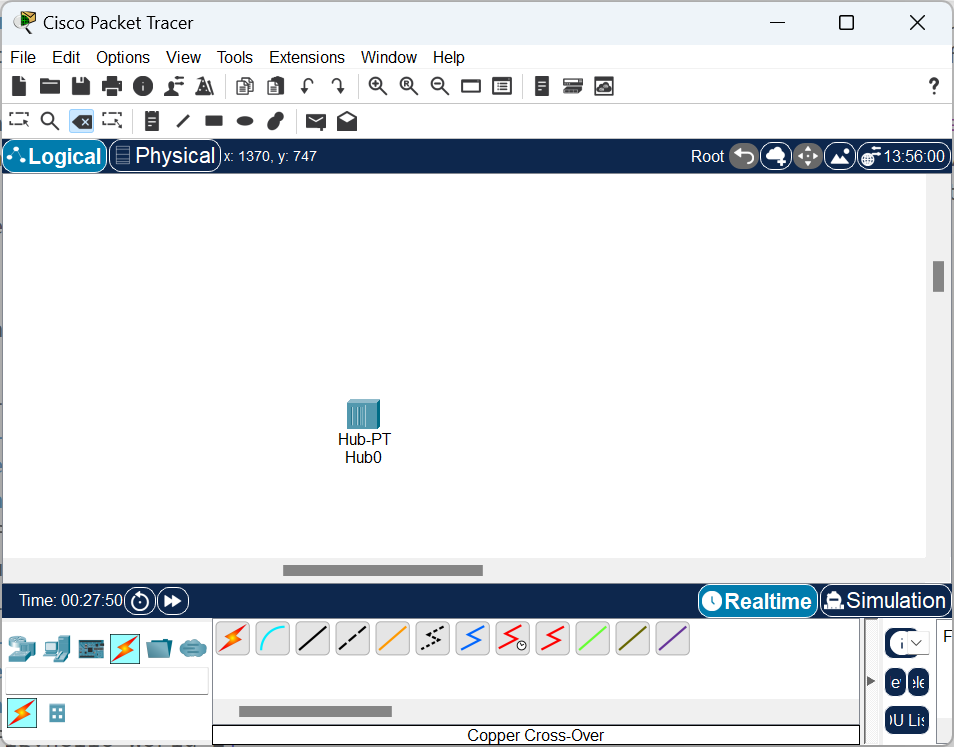 Cisco Packet Tracer
File Edit Options View Tools Extensions Window Help
?
Logical Physical x: 1370, y: 747 Root 13:56:00
Hub-PT
Hub0
Time: 00:27:50 Realtime Simulation
i F
e ele
U Lis
Copper Cross-Over